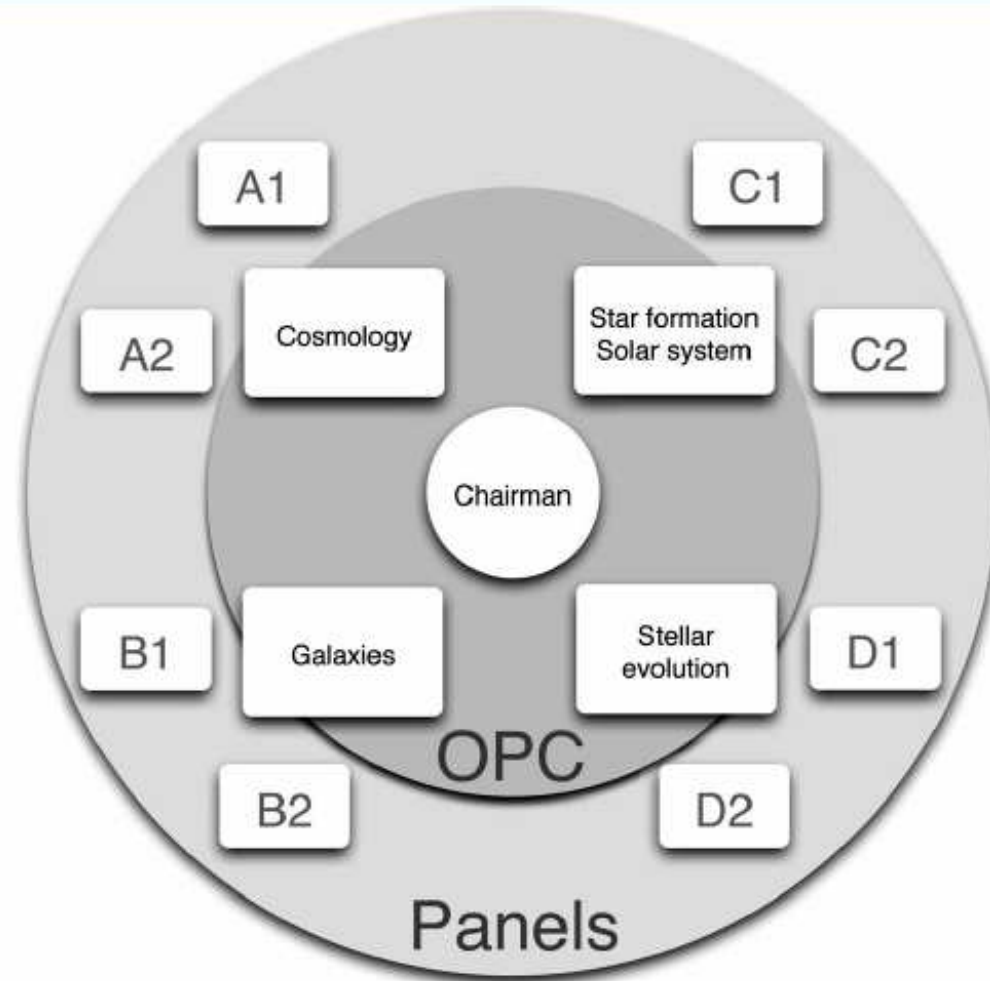 A1
C1
Cosmology
Star formation
Solar system
A2
C2
Chairman
B1
Galaxies
Stellar
evolution
D1
OPC
B2
D2
Panels